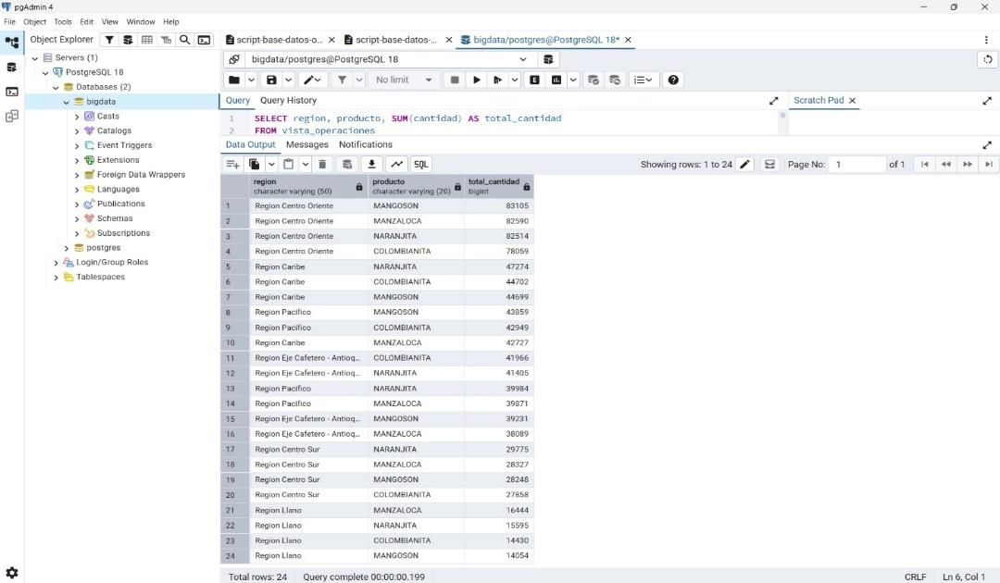 pgAdmin 4
File Object Tools Edit View Window Help
Object Explorer
script-base-datos-o... script-base-datos-... bigdata/postgres@PostgreSQL 18*
Servers (1)
PostgreSQL 18
Databases (2)
bigdata
Casts
Catalogs
Event Triggers
Extensions
Foreign Data Wrappers
Languages
Publications
Schemas
Subscriptions
postgres
Login/Group Roles
Tablespaces
bigdata/postgres@PostgreSQL 18
No limit
Query Query History
Scratch Pad
1 SELECT region, producto, SUM(cantidad) AS total_cantidad
2 FROM vista_operaciones
Data Output Messages Notifications
SQL
Showing rows: 1 to 24 Page No: 1 of 1
region producto total_cantidad
character varying (50) character varying (20) bigint
1 Region Centro Oriente MANGOSON 83105
2 Region Centro Oriente MANZALOCA 82590
3 Region Centro Oriente NARANJITA 82514
4 Region Centro Oriente COLOMBIANITA 78059
5 Region Caribe NARANJITA 47274
6 Region Caribe COLOMBIANITA 44702
7 Region Caribe MANGOSON 44699
8 Region Pacifico MANGOSON 43859
9 Region Pacifico COLOMBIANITA 42949
10 Region Caribe MANZALOCA 42727
11 Region Eje Cafetero - Antioq... COLOMBIANITA 41966
12 Region Eje Cafetero - Antioq... NARANJITA 41405
13 Region Pacifico NARANJITA 39984
14 Region Pacifico MANZALOCA 39871
15 Region Eje Cafetero - Antioq... MANGOSON 39231
16 Region Eje Cafetero - Antioq... MANZALOCA 38089
17 Region Centro Sur NARANJITA 29775
18 Region Centro Sur MANZALOCA 28327
19 Region Centro Sur MANGOSON 28248
20 Region Centro Sur COLOMBIANITA 27858
21 Region Llano MANZALOCA 16444
22 Region Llano NARANJITA 15595
23 Region Llano COLOMBIANITA 14430
24 Region Llano MANGOSON 14054
Total rows: 24 Query complete 00:00:00.199 CRLF Ln 6, Col 1